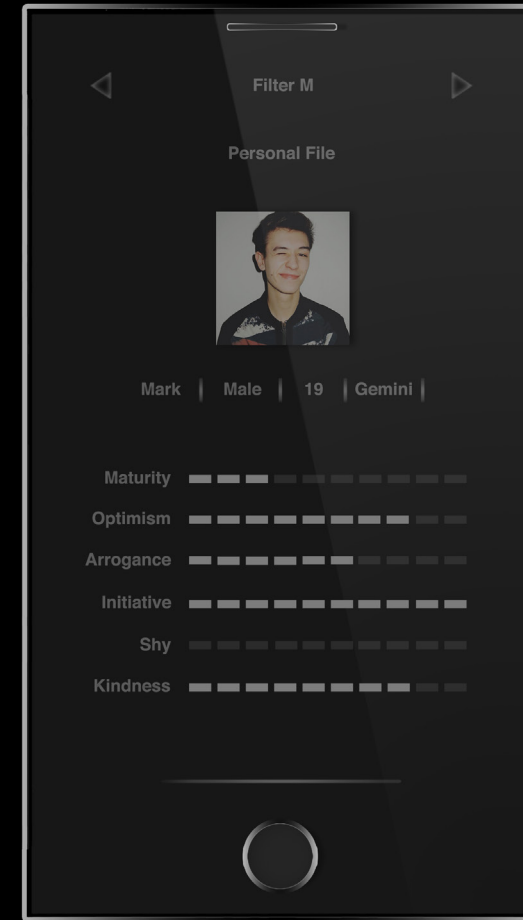 Filter M
Personal File
Mark Male 19 Gemini
Maturity
Optimism
Arrogance
Initiative
Shy
Kindness